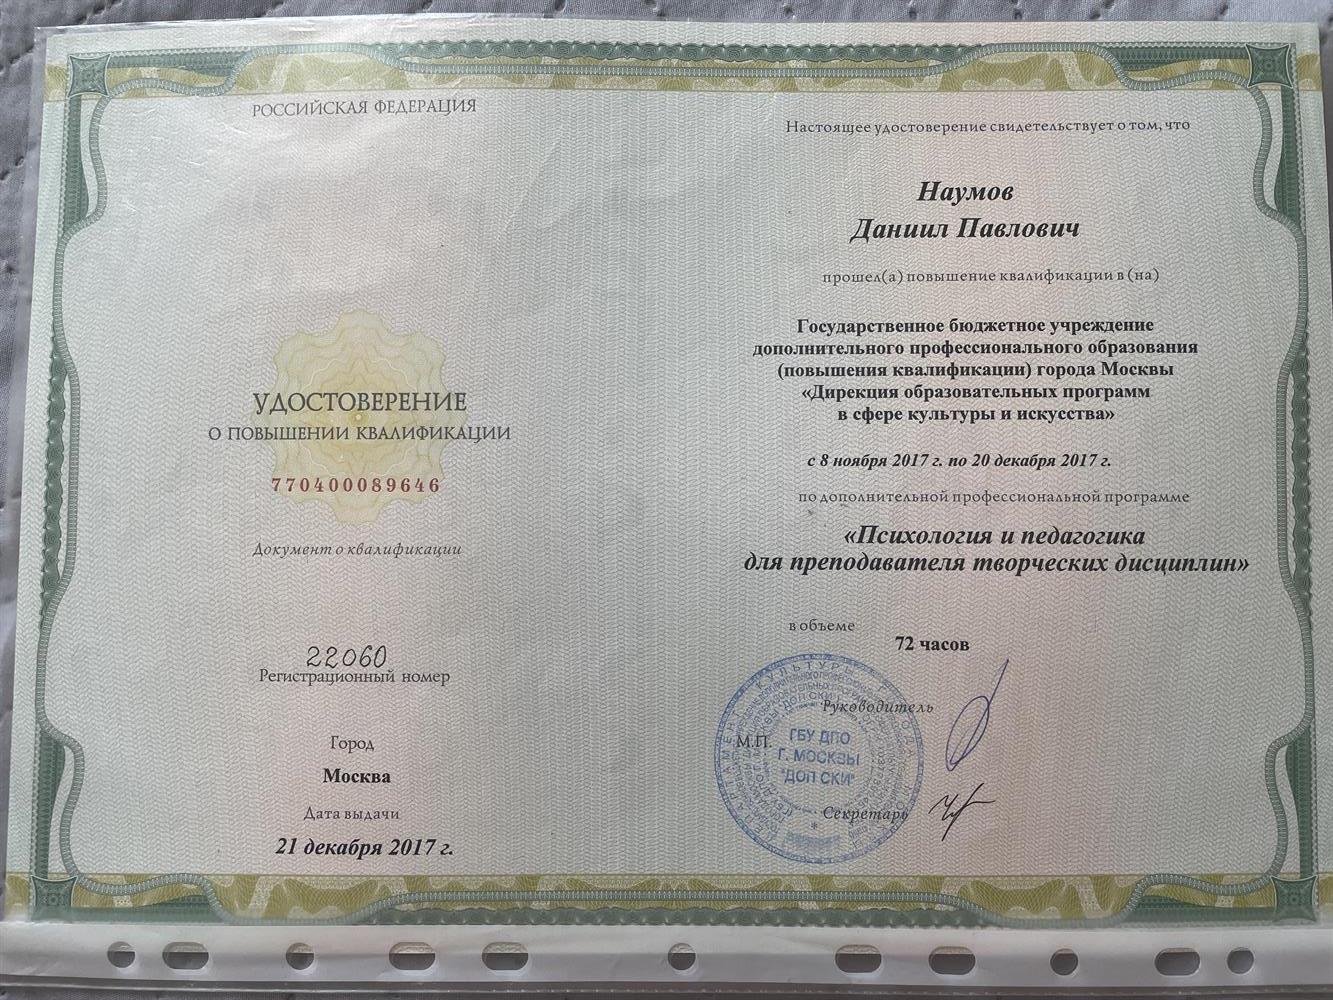 РОССИЙСКАЯ ФЕДЕРАЦИЯ
УДОСТОВЕРЕНИЕ
О ПОВЫШЕНИИ КВАЛИФИКАЦИИ
770400089646
Документ о квалификации
22060
Регистрационный номер
Город
Москва
Дата выдачи
21 декабря 2017 г.
Настоящее удостоверение свидетельствует о том, что
Наумов
Даниил Павлович
прошел(а) повышение квалификации в (на)
Государственное бюджетное учреждение
дополнительного профессионального образования
(повышения квалификации) города Москвы
«Дирекция образовательных программ
в сфере культуры и искусства»
с 8 ноября 2017 г. по 20 декабря 2017 г.
по дополнительной профессиональной программе
«Психология и педагогика
для преподавателя творческих дисциплин»
в объеме
72 часов
Руководитель
М.П.
ГБУ ДПО
Г. МОСКВЫ
"ДОП СКИ"
Секретарь